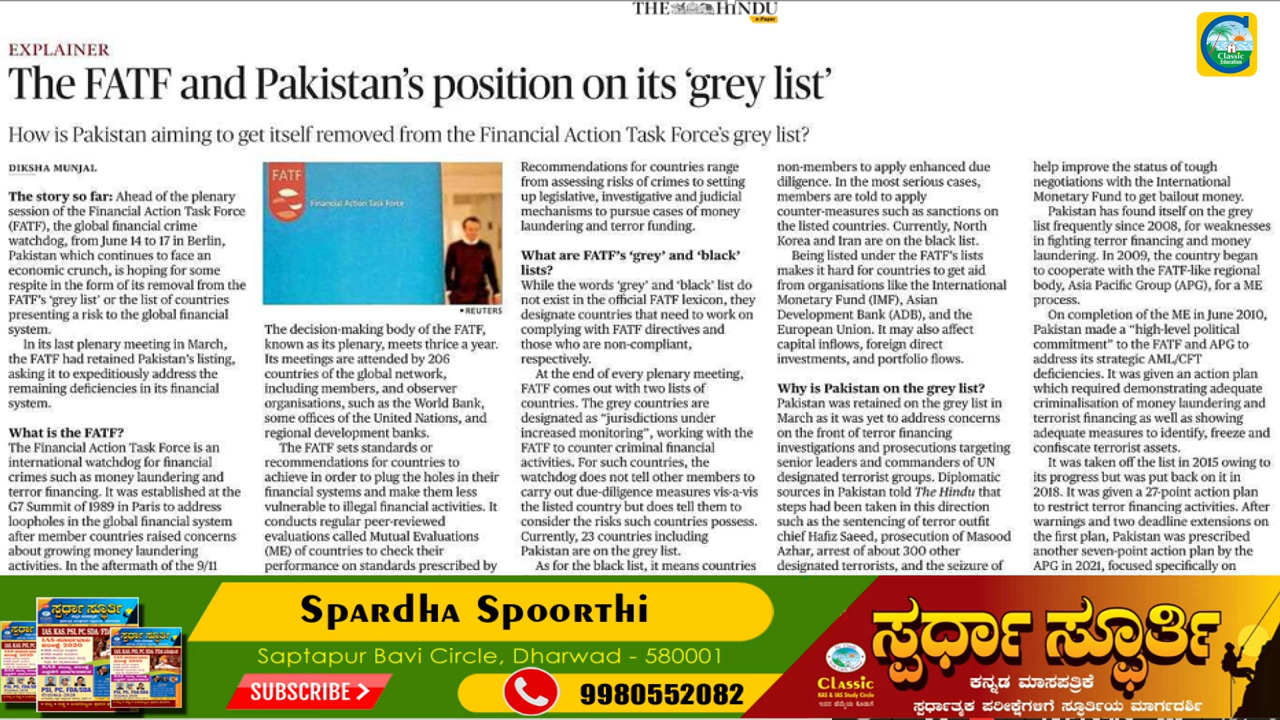 THE HINDU
e-Paper
Classic
Education
EXPLAINER
The FATF and Pakistan's position on its 'grey list'
How is Pakistan aiming to get itself removed from the Financial Action Task Force's grey list?
DIKSHA MUNJAL
The story so far: Ahead of the plenary
session of the Financial Action Task Force
(FATF), the global financial crime
watchdog, from June 14 to 17 in Berlin,
Pakistan which continues to face an
economic crunch, is hoping for some
respite in the form of its removal from the
FATF's 'grey list' or the list of countries
presenting a risk to the global financial
system.
In its last plenary meeting in March,
the FATF had retained Pakistan's listing,
asking it to expeditiously address the
remaining deficiencies in its financial
system.
What is the FATF?
The Financial Action Task Force is an
international watchdog for financial
crimes such as money laundering and
terror financing. It was established at the
G7 Summit of 1989 in Paris to address
loopholes in the global financial system
after member countries raised concerns
about growing money laundering
activities. In the aftermath of the 9/11
FATF
Financial Action Task Force
REUTERS
The decision-making body of the FATF,
known as its plenary, meets thrice a year.
Its meetings are attended by 206
countries of the global network,
including members, and observer
organisations, such as the World Bank,
some offices of the United Nations, and
regional development banks.
The FATF sets standards or
recommendations for countries to
achieve in order to plug the holes in their
financial systems and make them less
vulnerable to illegal financial activities. It
conducts regular peer-reviewed
evaluations called Mutual Evaluations
(ME) of countries to check their
performance on standards prescribed by
Recommendations for countries range
from assessing risks of crimes to setting
up legislative, investigative and judicial
mechanisms to pursue cases of money
laundering and terror funding.
What are FATF's 'grey' and 'black'
lists?
While the words 'grey' and 'black' list do
not exist in the official FATF lexicon, they
designate countries that need to work on
complying with FATF directives and
those who are non-compliant,
respectively.
At the end of every plenary meeting,
FATF comes out with two lists of
countries. The grey countries are
designated as "jurisdictions under
increased monitoring", working with the
FATF to counter criminal financial
activities. For such countries, the
watchdog does not tell other members to
carry out due-diligence measures vis-a-vis
the listed country but does tell them to
consider the risks such countries possess.
Currently, 23 countries including
Pakistan are on the grey list.
As for the black list, it means countries
non-members to apply enhanced due
diligence. In the most serious cases,
members are told to apply
counter-measures such as sanctions on
the listed countries. Currently, North
Korea and Iran are on the black list.
Being listed under the FATF's lists
makes it hard for countries to get aid
from organisations like the International
Monetary Fund (IMF), Asian
Development Bank (ADB), and the
European Union. It may also affect
capital inflows, foreign direct
investments, and portfolio flows.
Why is Pakistan on the grey list?
Pakistan was retained on the grey list in
March as it was yet to address concerns
on the front of terror financing
investigations and prosecutions targeting
senior leaders and commanders of UN
designated terrorist groups. Diplomatic
sources in Pakistan told The Hindu that
steps had been taken in this direction
such as the sentencing of terror outfit
chief Hafiz Saeed, prosecution of Masood
Azhar, arrest of about 300 other
designated terrorists, and the seizure of
help improve the status of tough
negotiations with the International
Monetary Fund to get bailout money.
Pakistan has found itself on the grey
list frequently since 2008, for weaknesses
in fighting terror financing and money
laundering. In 2009, the country began
to cooperate with the FATF-like regional
body, Asia Pacific Group (APG), for a ME
process.
On completion of the ME in June 2010,
Pakistan made a "high-level political
commitment" to the FATF and APG to
address its strategic AML/CFT
deficiencies. It was given an action plan
which required demonstrating adequate
criminalisation of money laundering and
terrorist financing as well as showing
adequate measures to identify, freeze and
confiscate terrorist assets.
It was taken off the list in 2015 owing to
its progress but was put back on it in
2018. It was given a 27-point action plan
to restrict terror financing activities. After
warnings and two deadline extensions on
the first plan, Pakistan was prescribed
another seven-point action plan by the
APG in 2021, focused specifically on
ಸ್ಪರ್ಧಾ ಸ್ಫೂರ್ತಿ
PSI, PC, FDA/SDA
Spardha Spoorthi
Saptapur Bavi Circle, Dharwad - 580001
SUBSCRIBE
9980552082
Classic
KAS & IAS Study Circle
ಸ್ಪರ್ಧಾ ಸ್ಫೂರ್ತಿ
ಕನ್ನಡ ಮಾಸಪತ್ರಿಕೆ
ಸ್ಪರ್ಧಾತ್ಮಕ ಪರೀಕ್ಷೆಗಳಿಗೆ ಸ್ಫೂರ್ತಿಯ ಮಾರ್ಗದರ್ಶಿ